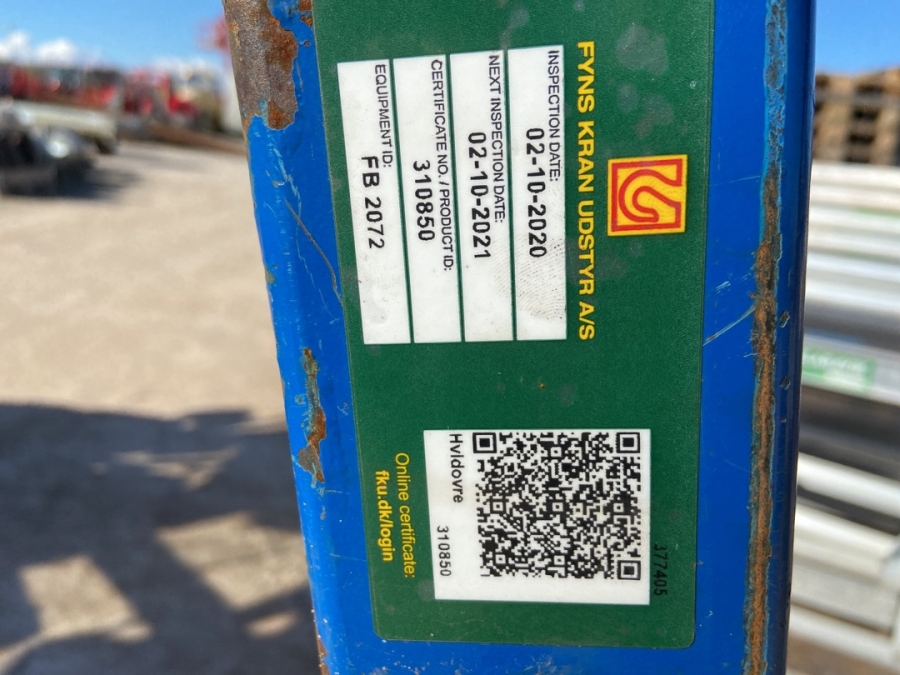 FYNS KRAN UDSTYR A/S
INSPECTION DATE:
02-10-2020
NEXT INSPECTION DATE:
02-10-2021
CERTIFICATE NO. / PRODUCT ID:
310850
EQUIPMENT ID:
FB 2072
377405
Hvidovre 310850
Online certificate:
fku.dk/login